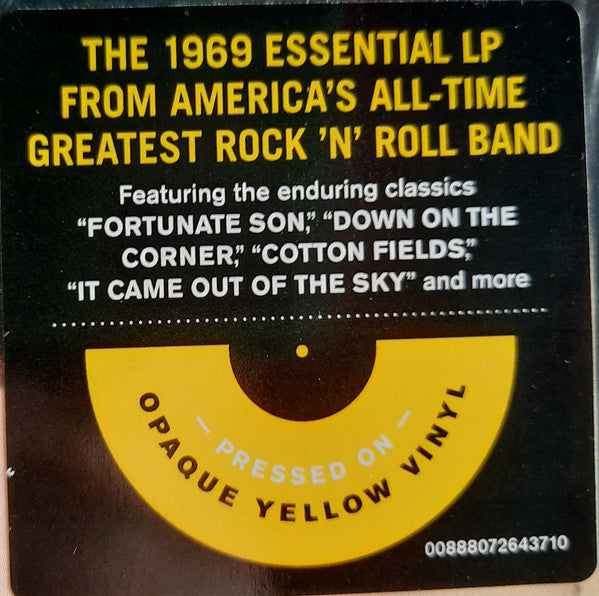 THE 1969 ESSENTIAL LP
FROM AMERICA'S ALL-TIME
GREATEST ROCK 'N' ROLL BAND
Featuring the enduring classics
“FORTUNATE SON,” “DOWN ON THE
CORNER,” “COTTON FIELDS,”
“IT CAME OUT OF THE SKY” and more
— PRESSED ON —
OPAQUE YELLOW VINYL
00888072643710